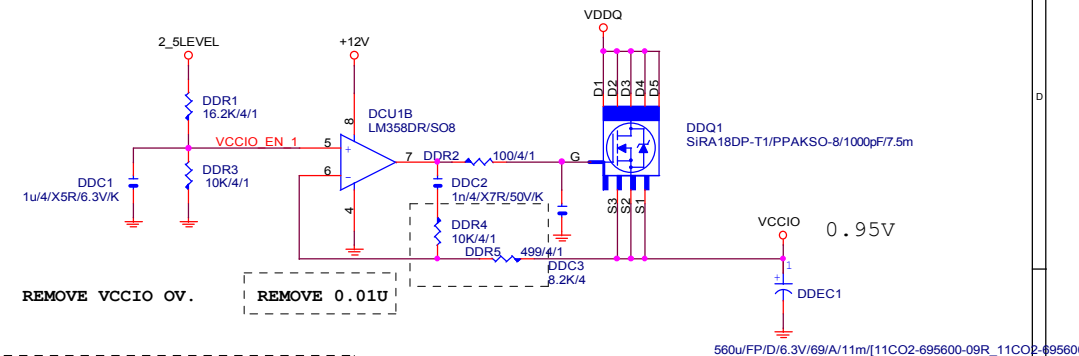 VDDQ
2_5LEVEL
+12V
D1
D2
D3
D4
D5
D
DDR1
16.2K/4/1
DCU1B
LM358DR/SO8
8
DDQ1
SiRA18DP-T1/PPAKSO-8/1000pF/7.5m
VCCIO_EN_1
5
+
7
DDR2
100/4/1
G
6
-
DDR3
10K/4/1
DDC1
1u/4/X5R/6.3V/K
DDC2
1n/4/X7R/50V/K
4
S3
S2
S1
DDR4
10K/4/1
VCCIO
0.95V
DDR5
499/4/1
DDC3
8.2K/4
1
+
DDEC1
REMOVE VCCIO OV.
REMOVE 0.01U
560u/FP/D/6.3V/69/A/11m/[11CO2-695600-09R_11CO2-69560